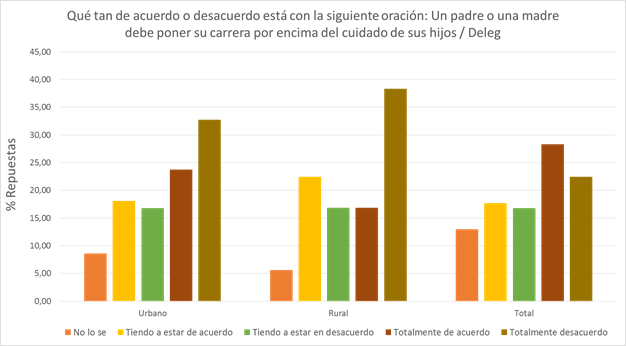 Qué tan de acuerdo o desacuerdo está con la siguiente oración: Un padre o una madre
debe poner su carrera por encima del cuidado de sus hijos / Deleg
% Repuestas
45,00
40,00
35,00
30,00
25,00
20,00
15,00
10,00
5,00
0,00
Urbano Rural Total
No lo se Tiendo a estar de acuerdo Tiendo a estar en desacuerdo Totalmente de acuerdo Totalmente desacuerdo